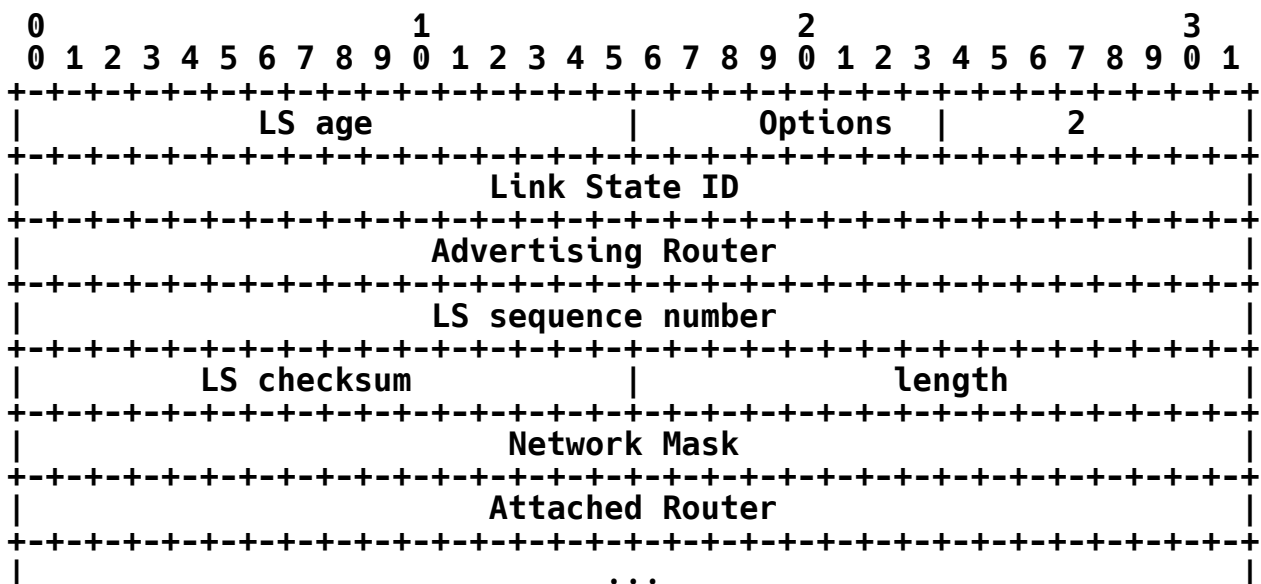 0                   1                   2                   3
0 1 2 3 4 5 6 7 8 9 0 1 2 3 4 5 6 7 8 9 0 1 2 3 4 5 6 7 8 9 0 1
+-+-+-+-+-+-+-+-+-+-+-+-+-+-+-+-+-+-+-+-+-+-+-+-+-+-+-+-+-+-+-+-+
|            LS age             |      Options  |      2        |
+-+-+-+-+-+-+-+-+-+-+-+-+-+-+-+-+-+-+-+-+-+-+-+-+-+-+-+-+-+-+-+-+
|                        Link State ID                          |
+-+-+-+-+-+-+-+-+-+-+-+-+-+-+-+-+-+-+-+-+-+-+-+-+-+-+-+-+-+-+-+-+
|                     Advertising Router                        |
+-+-+-+-+-+-+-+-+-+-+-+-+-+-+-+-+-+-+-+-+-+-+-+-+-+-+-+-+-+-+-+-+
|                     LS sequence number                        |
+-+-+-+-+-+-+-+-+-+-+-+-+-+-+-+-+-+-+-+-+-+-+-+-+-+-+-+-+-+-+-+-+
|         LS checksum           |             length            |
+-+-+-+-+-+-+-+-+-+-+-+-+-+-+-+-+-+-+-+-+-+-+-+-+-+-+-+-+-+-+-+-+
|                         Network Mask                          |
+-+-+-+-+-+-+-+-+-+-+-+-+-+-+-+-+-+-+-+-+-+-+-+-+-+-+-+-+-+-+-+-+
|                        Attached Router                        |
+-+-+-+-+-+-+-+-+-+-+-+-+-+-+-+-+-+-+-+-+-+-+-+-+-+-+-+-+-+-+-+-+
|                              ...                              |